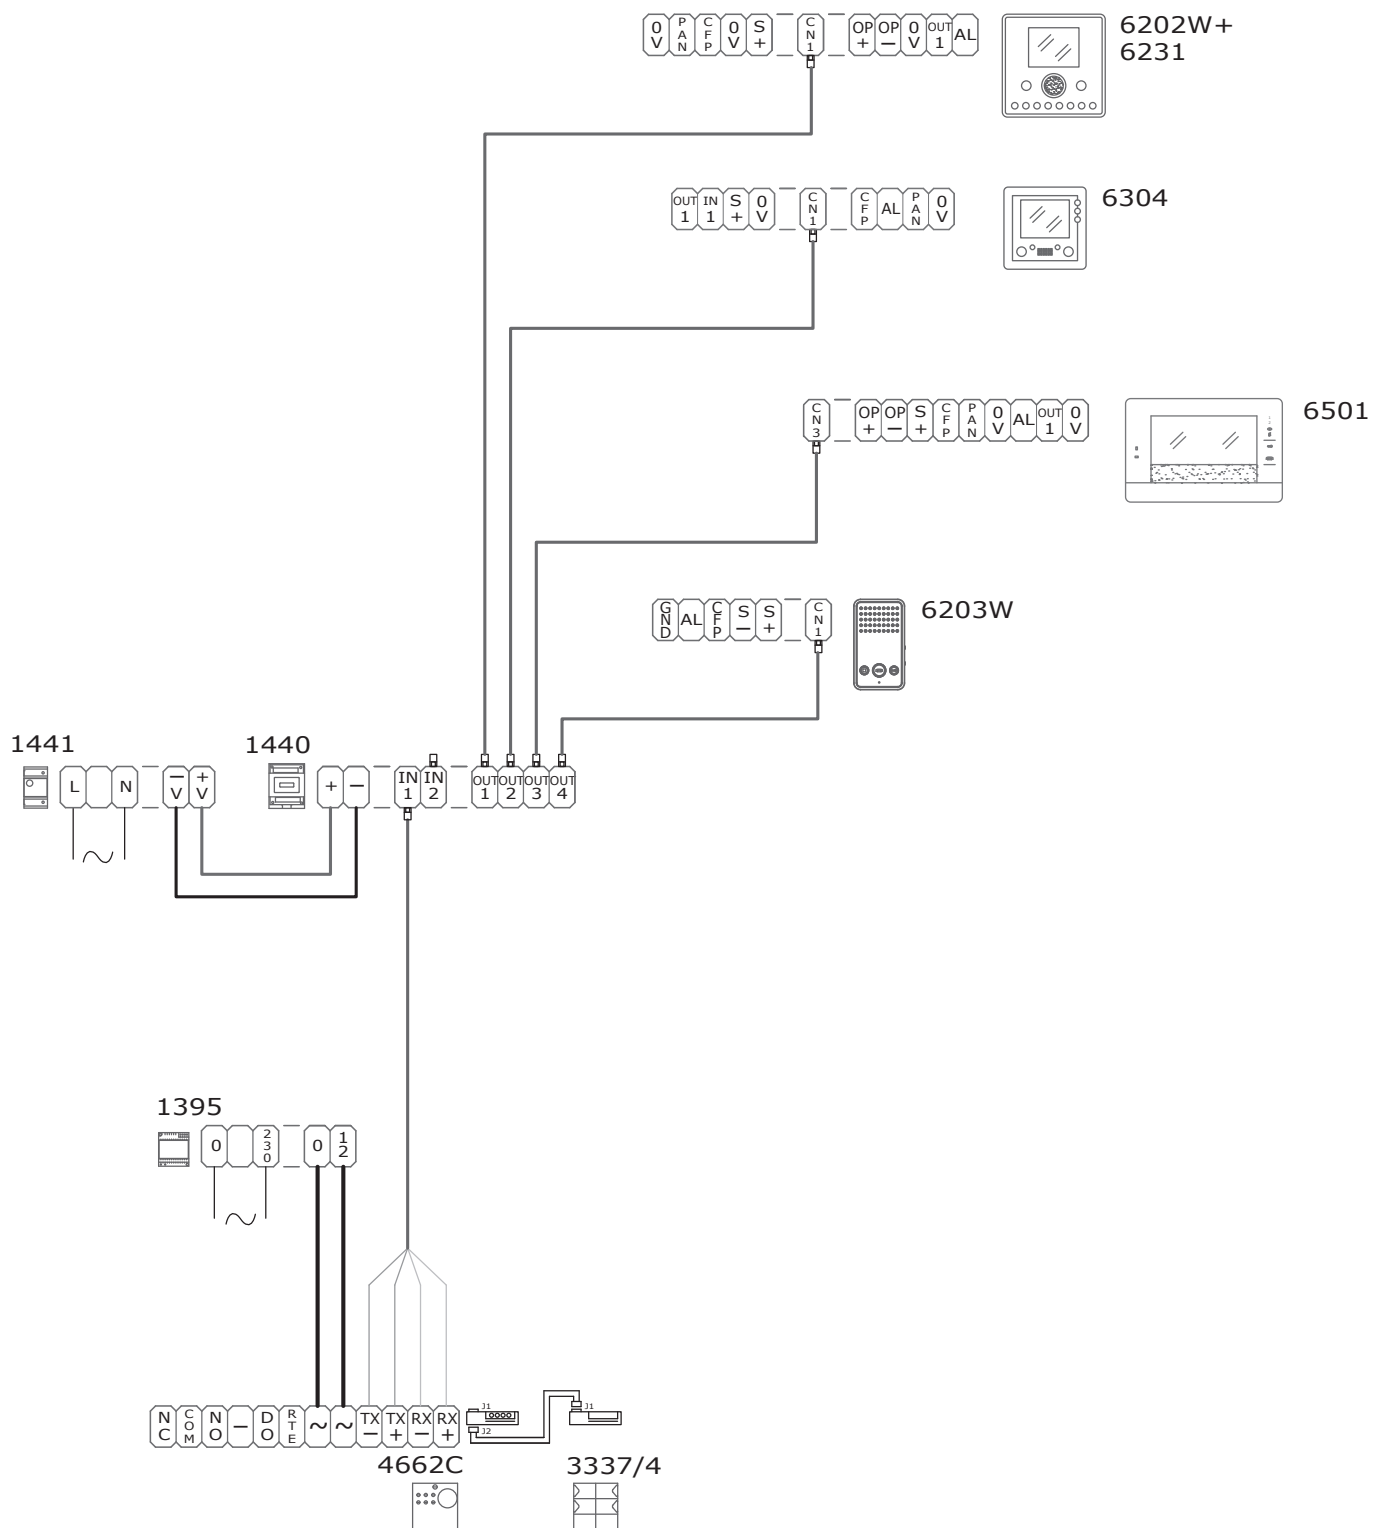 0V PAN CFP 0V S+ CN1 OP+ OP− 0V OUT1 AL
6202W+
6231
OUT1 IN1 S+ 0V CN1 CFP AL PAN 0V
6304
CN3 OP+ OP− S+ CFP PAN 0V AL OUT1 0V
6501
GND AL CFP S− S+ CN1
6203W
1441
L N −V +V
1440
+ − IN1 IN2 OUT1 OUT2 OUT3 OUT4
1395
0 230 0 12
NC COM NO − DO RTE ~ ~ TX− TX+ RX− RX+
J1
J2
J1
4662C
3337/4